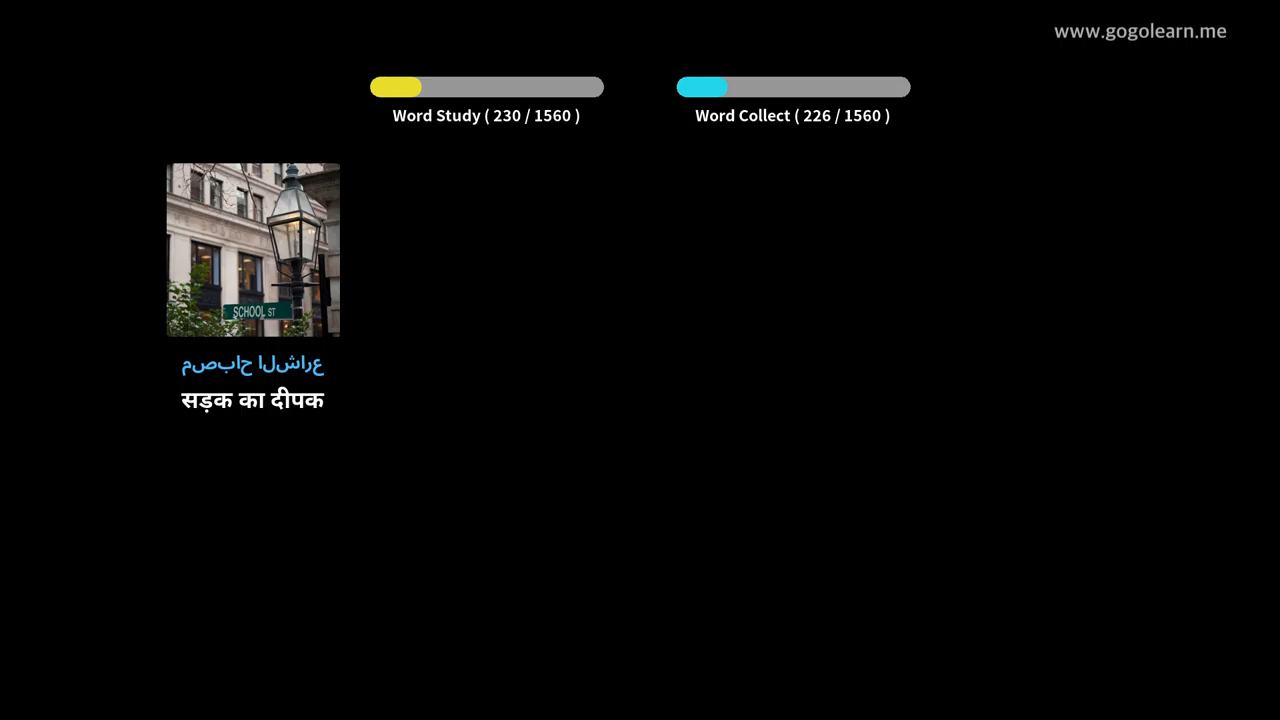 www.gogolearn.me
Word Study ( 230 / 1560 )
Word Collect ( 226 / 1560 )
SCHOOL ST
مصباح الشارع
सड़क का दीपक